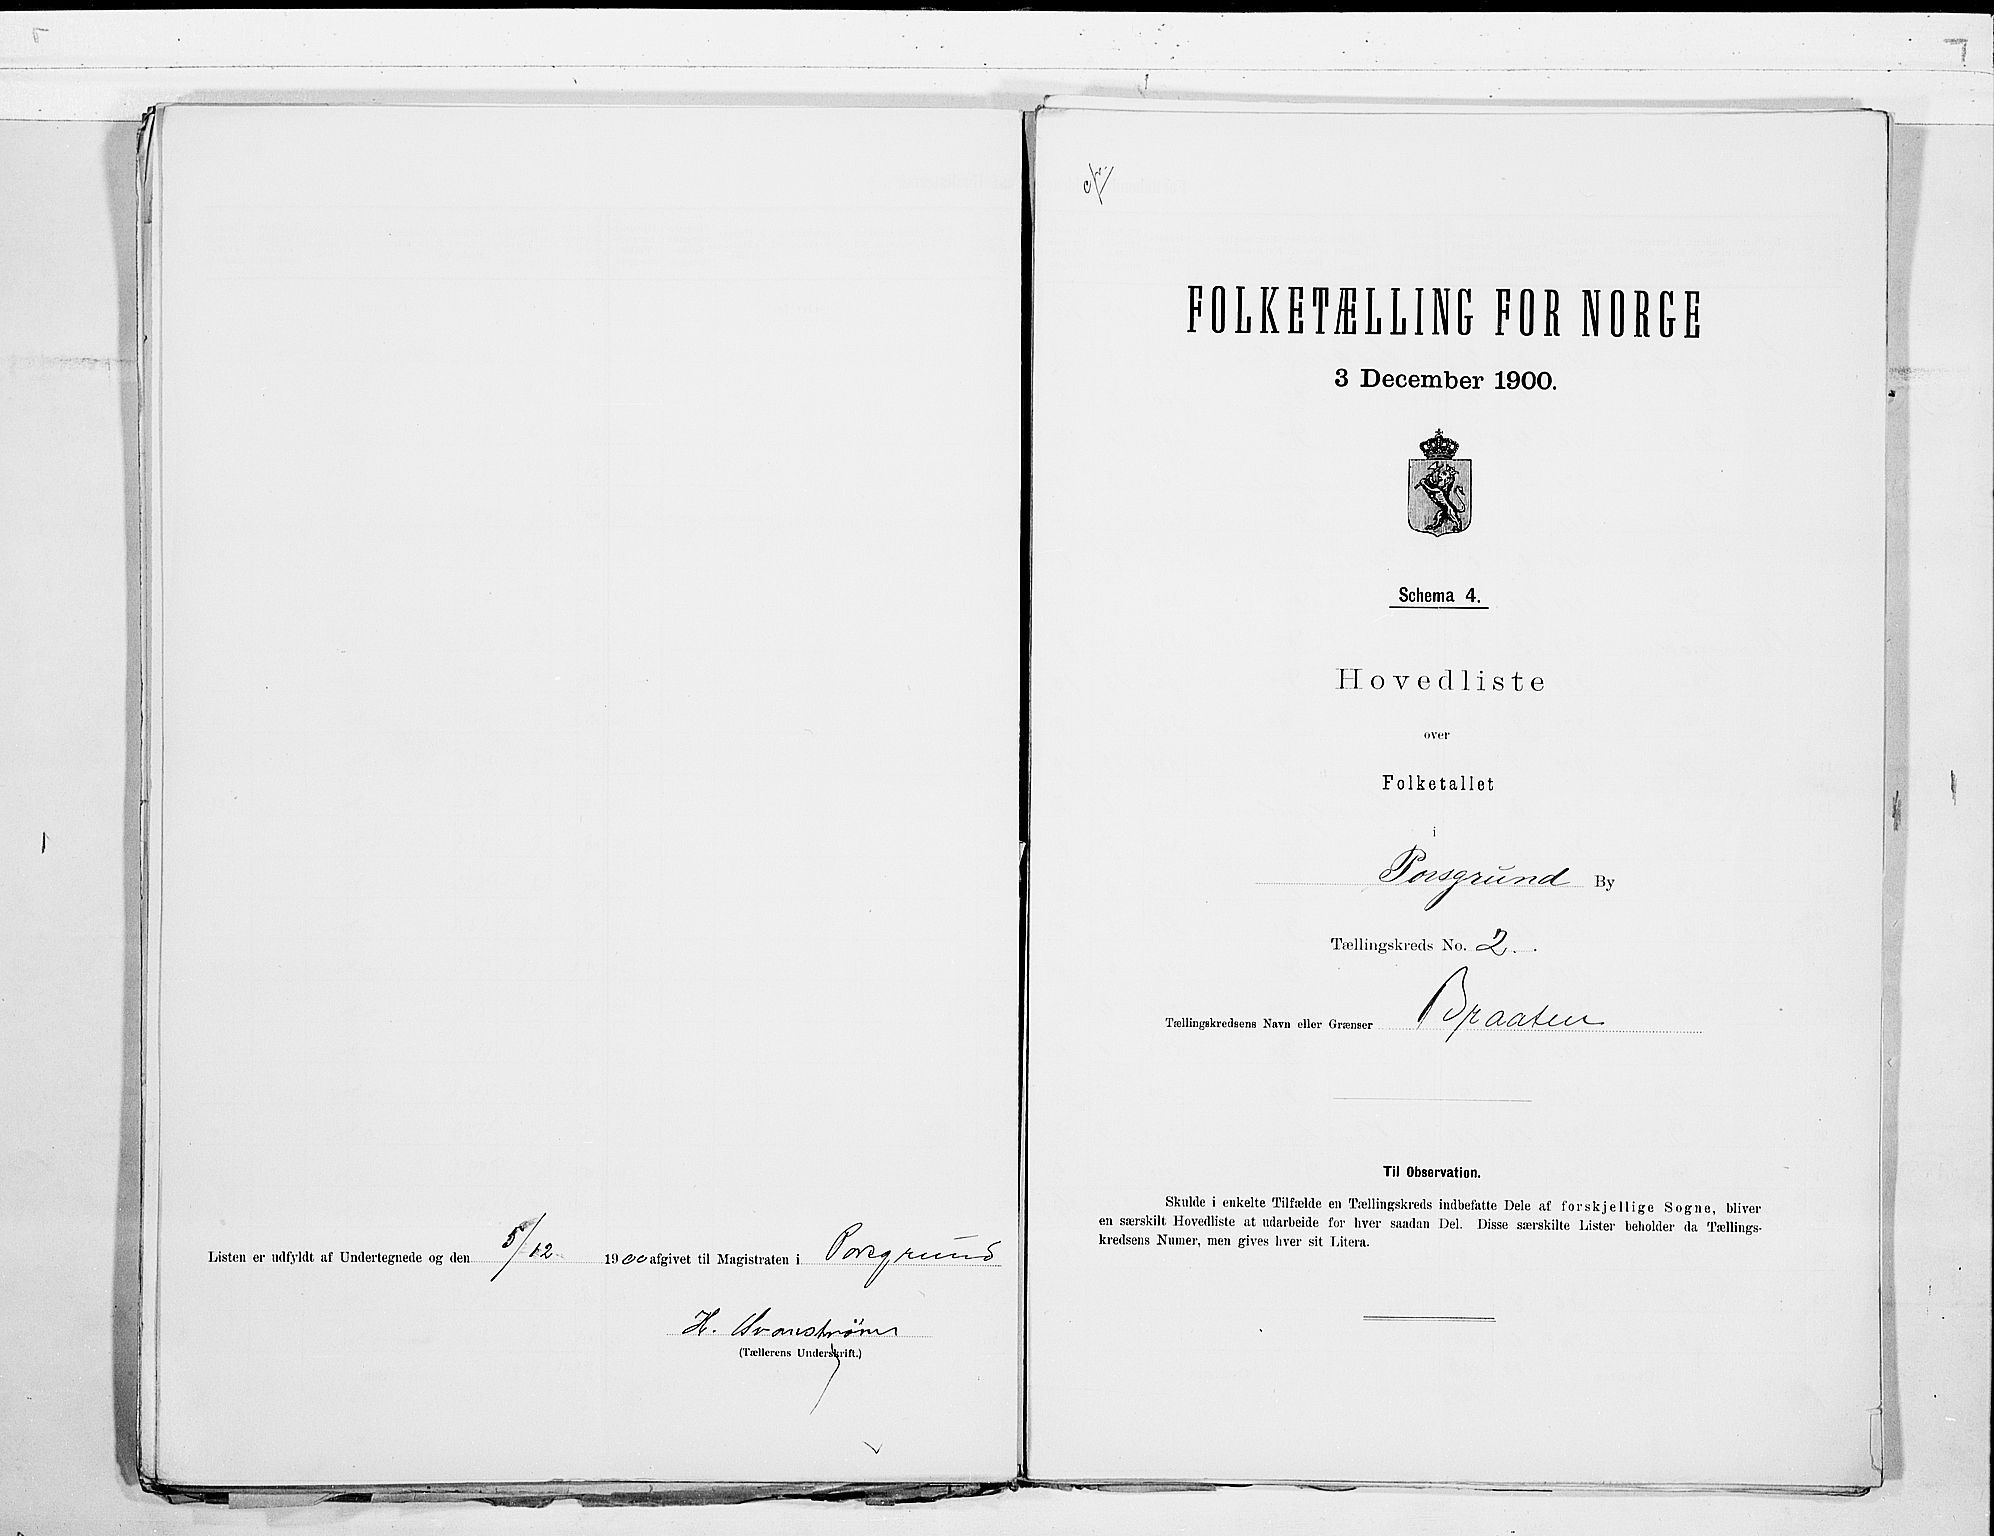 Listen er udfyldt af Undertegnede og den 5/12 1900 afgivet til Magistraten i Porsgrund
H. Svanstrøm
(Tællerens Underskrift.)
FOLKETÆLLING FOR NORGE
3 December 1900.
Schema 4.
Hovedliste
over
Folketallet
i
Porsgrund By
Tællingskreds No. 2.
Tællingskredsens Navn eller Grænser Braaten
Til Observation.
Skulde i enkelte Tilfælde en Tællingskreds indbefatte Dele af forskjellige Sogne, bliver
en særskilt Hovedliste at udarbeide for hver saadan Del. Disse særskilte Lister beholder da Tællings-
kredsens Numer, men gives hver sit Litera.